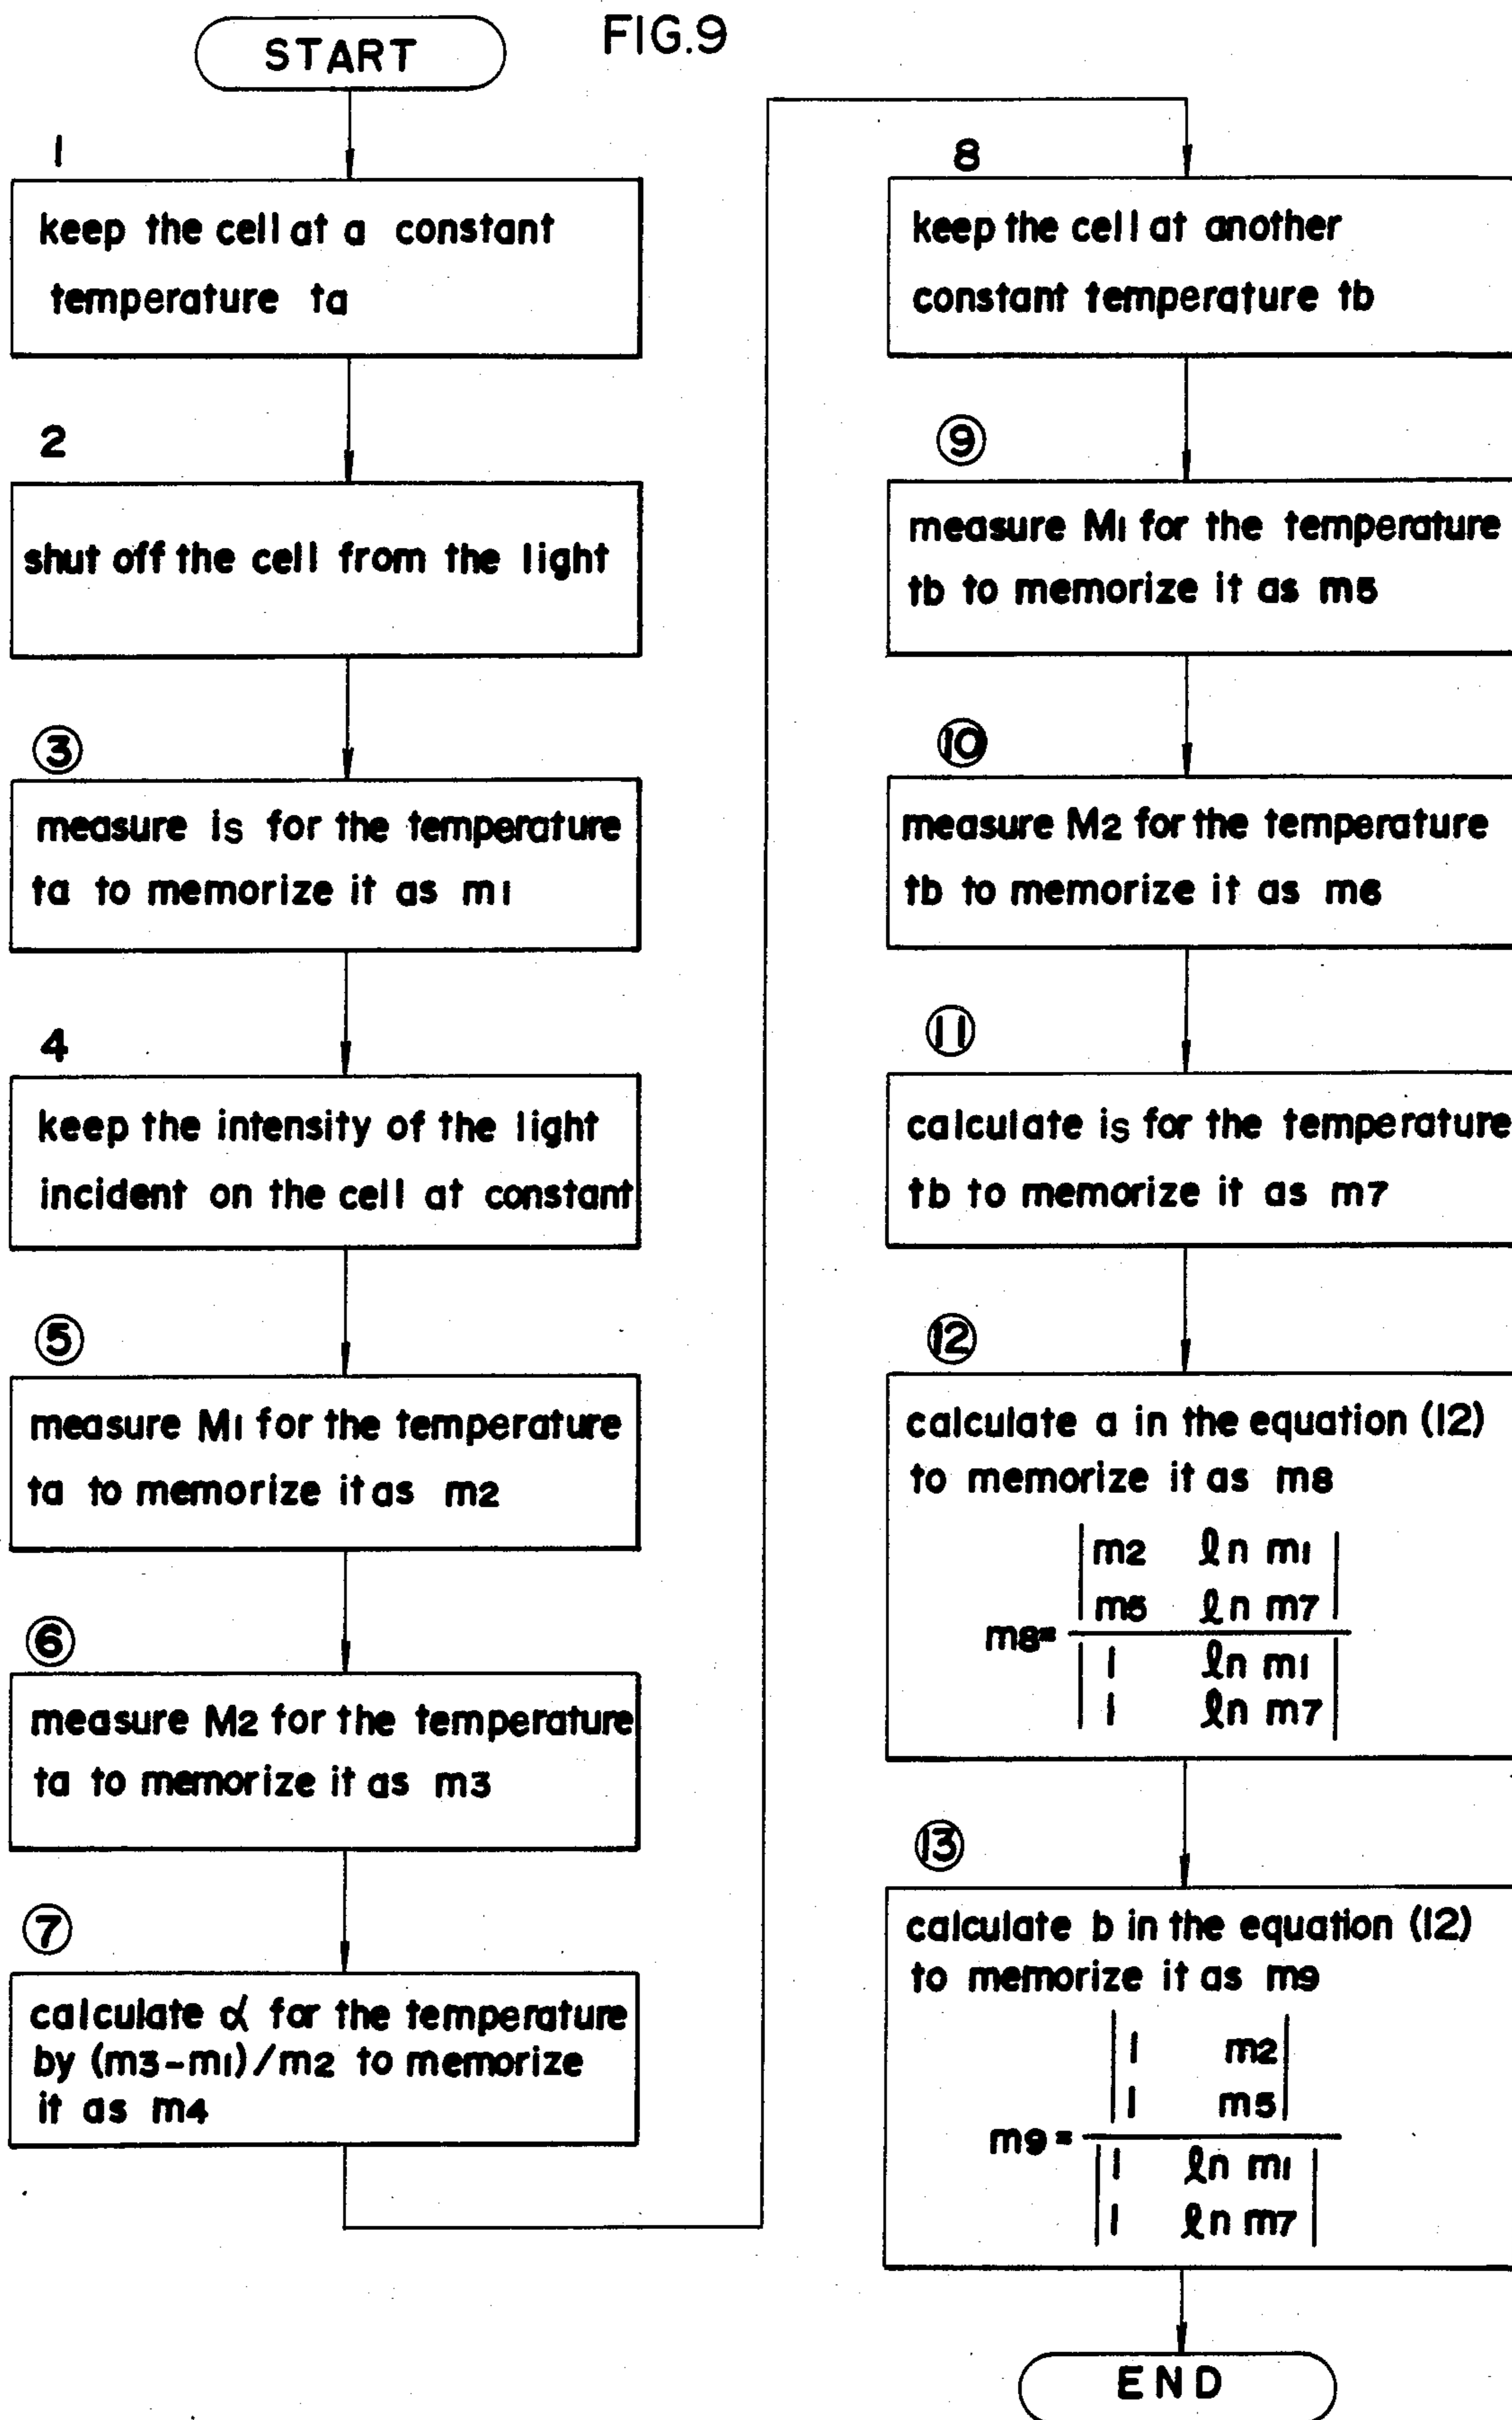 FIG.9
START
1
keep the cell at a constant
temperature ta
2
shut off the cell from the light
③
measure is for the temperature
ta to memorize it as m1
4
keep the intensity of the light
incident on the cell at constant
⑤
measure M1 for the temperature
ta to memorize it as m2
⑥
measure M2 for the temperature
ta to memorize it as m3
⑦
calculate α for the temperature
by (m3-m1)/m2 to memorize
it as m4
8
keep the cell at another
constant temperature tb
⑨
measure M1 for the temperature
tb to memorize it as m5
⑩
measure M2 for the temperature
tb to memorize it as m6
⑪
calculate is for the temperature
tb to memorize it as m7
⑫
calculate a in the equation (12)
to memorize it as m8
|m2 ln m1|
|m5 ln m7|
m8=
|1 ln m1|
|1 ln m7|
⑬
calculate b in the equation (12)
to memorize it as m9
|1 m2|
|1 m5|
m9=
|1 ln m1|
|1 ln m7|
END